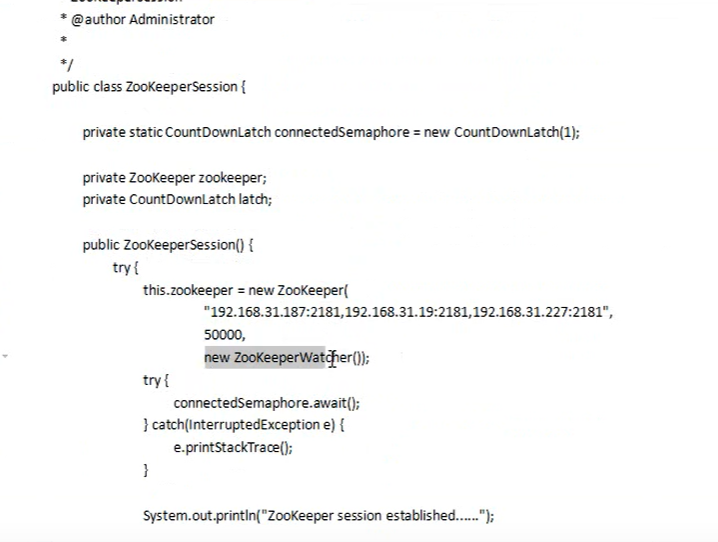 * @author Administrator
*
*/
public class ZooKeeperSession {
private static CountDownLatch connectedSemaphore = new CountDownLatch(1);
private ZooKeeper zookeeper;
private CountDownLatch latch;
public ZooKeeperSession() {
try {
this.zookeeper = new ZooKeeper(
"192.168.31.187:2181,192.168.31.19:2181,192.168.31.227:2181",
50000,
new ZooKeeperWatcher());
try {
connectedSemaphore.await();
} catch(InterruptedException e) {
e.printStackTrace();
}
System.out.println("ZooKeeper session established......");